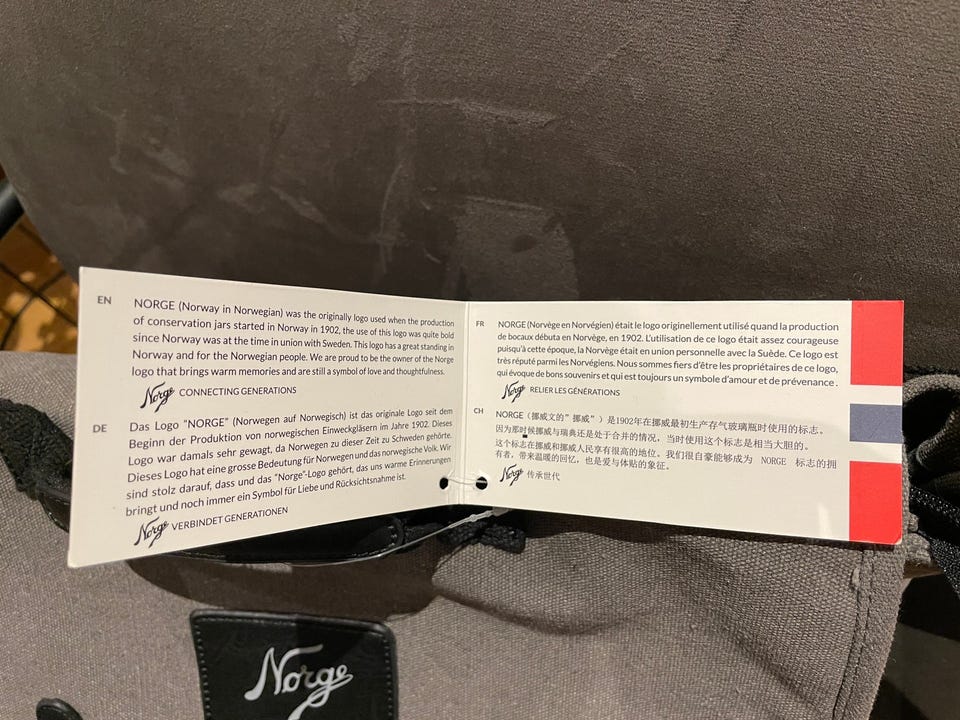 EN
NORGE (Norway in Norwegian) was the originally logo used when the production
of conservation jars started in Norway in 1902, the use of this logo was quite bold
since Norway was at the time in union with Sweden. This logo has a great standing in
Norway and for the Norwegian people. We are proud to be the owner of the Norge
logo that brings warm memories and are still a symbol of love and thoughtfulness.
Norge CONNECTING GENERATIONS
DE
Das Logo "NORGE" (Norwegen auf Norwegisch) ist das originale Logo seit dem
Beginn der Produktion von norwegischen Einweckgläsern im Jahre 1902. Dieses
Logo war damals sehr gewagt, da Norwegen zu dieser Zeit zu Schweden gehörte.
Dieses Logo hat eine grosse Bedeutung für Norwegen und das norwegische Volk. Wir
sind stolz darauf, dass und das "Norge"-Logo gehört, das uns warme Erinnerungen
bringt und noch immer ein Symbol für Liebe und Rücksichtsnahme ist.
Norge VERBINDET GENERATIONEN
FR
NORGE (Norvège en Norvégien) était le logo originellement utilisé quand la production
de bocaux débuta en Norvège, en 1902. L'utilisation de ce logo était assez courageuse
puisqu'à cette époque, la Norvège était en union personnelle avec la Suède. Ce logo est
très réputé parmi les Norvégiens. Nous sommes fiers d'être les propriétaires de ce logo,
qui évoque de bons souvenirs et qui est toujours un symbole d'amour et de prévenance.
Norge RELIER LES GÉNÉRATIONS
CH
NORGE (挪威文的"挪威") 是1902年在挪威最初生产存气玻璃瓶时使用的标志。
因为那时候挪威与瑞典还是处于合并的情况，当时使用这个标志是相当大胆的。
这个标志在挪威和挪威人民享有很高的地位。我们很自豪能够成为 NORGE 标志的拥
有者，带来温暖的回忆，也是爱与体贴的象征。
Norge 传承世代
Norge